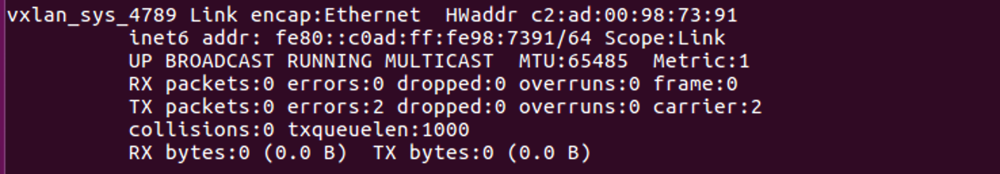 vxlan_sys_4789 Link encap:Ethernet  HWaddr c2:ad:00:98:73:91
inet6 addr: fe80::c0ad:ff:fe98:7391/64 Scope:Link
UP BROADCAST RUNNING MULTICAST  MTU:65485  Metric:1
RX packets:0 errors:0 dropped:0 overruns:0 frame:0
TX packets:0 errors:2 dropped:0 overruns:0 carrier:2
collisions:0 txqueuelen:1000
RX bytes:0 (0.0 B)  TX bytes:0 (0.0 B)